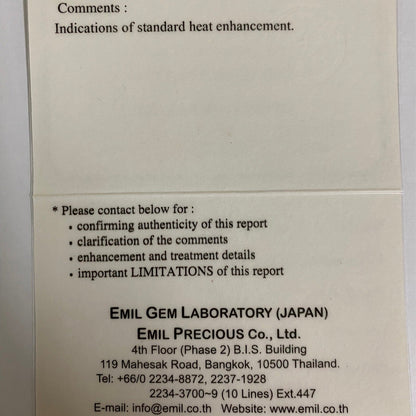 Comments :
Indications of standard heat enhancement.
* Please contact below for :
• confirming authenticity of this report
• clarification of the comments
• enhancement and treatment details
• important LIMITATIONS of this report
EMIL GEM LABORATORY (JAPAN)
EMIL PRECIOUS Co., Ltd.
4th Floor (Phase 2) B.I.S. Building
119 Mahesak Road, Bangkok, 10500 Thailand.
Tel: +66/0 2234-8872, 2237-1928
2234-3700~9 (10 Lines) Ext.447
E-mail: info@emil.co.th Website: www.emil.co.th